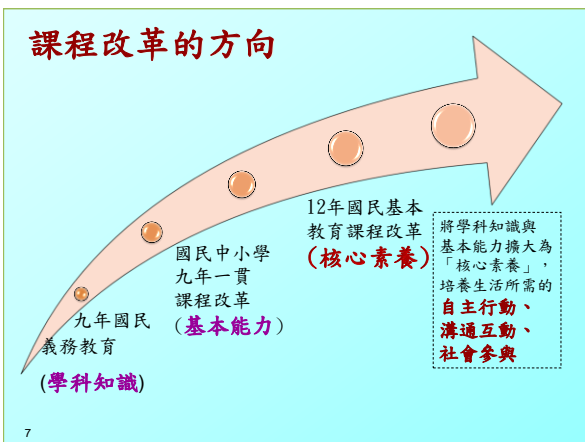 課程改革的方向
九年國民
義務教育
(學科知識)
國民中小學
九年一貫
課程改革
(基本能力)
12年國民基本
教育課程改革
(核心素養)
將學科知識與
基本能力擴大為
「核心素養」，
培養生活所需的
自主行動、
溝通互動、
社會參與
7